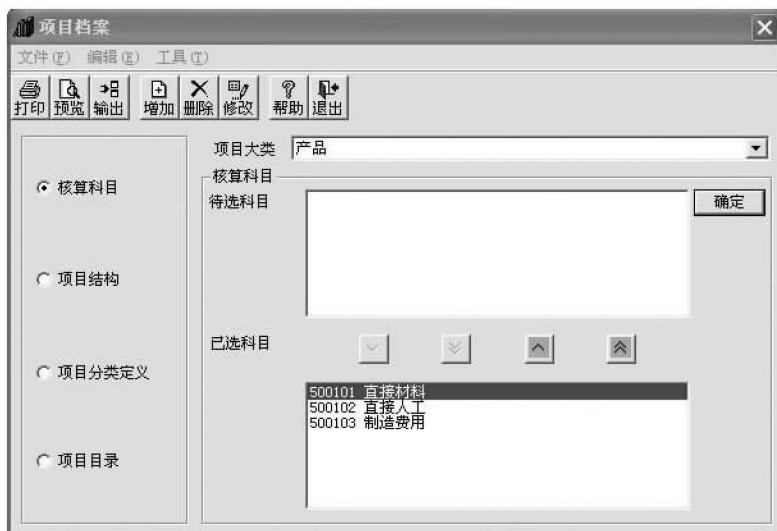 项目档案
文件(F) 编辑(E) 工具(T)
打印 预览 输出 增加 删除 修改 帮助 退出
项目大类 产品
核算科目
核算科目
待选科目
确定
项目结构
已选科目
项目分类定义
500101 直接材料
500102 直接人工
500103 制造费用
项目目录